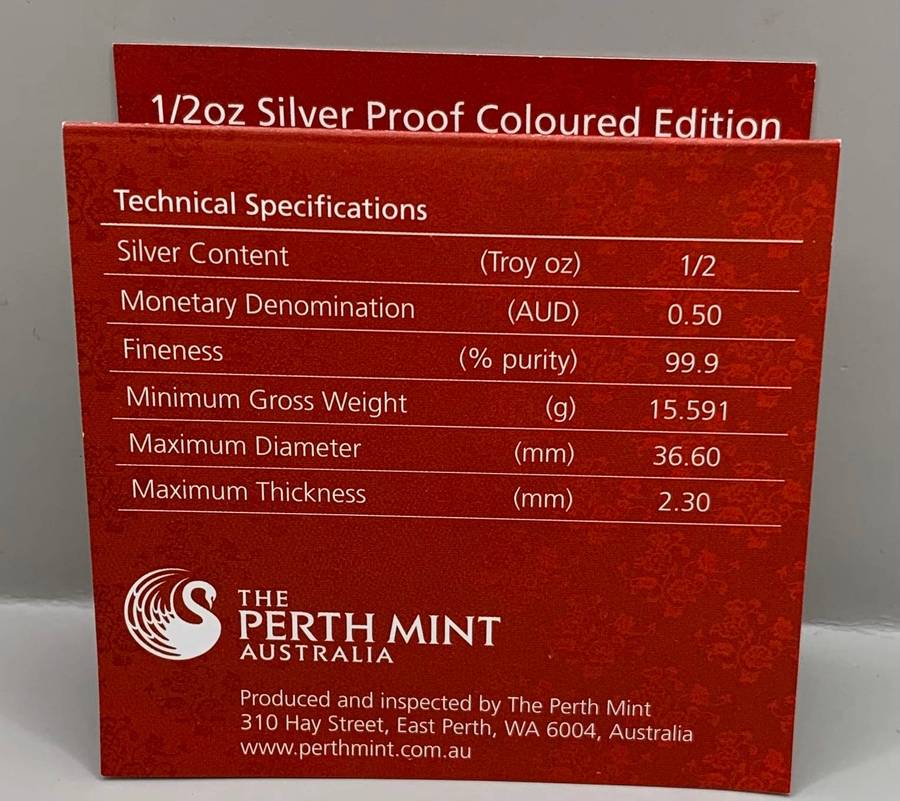 1/2oz Silver Proof Coloured Edition
Technical Specifications
Silver Content (Troy oz) 1/2
Monetary Denomination (AUD) 0.50
Fineness (% purity) 99.9
Minimum Gross Weight (g) 15.591
Maximum Diameter (mm) 36.60
Maximum Thickness (mm) 2.30
THE
PERTH MINT
AUSTRALIA
Produced and inspected by The Perth Mint
310 Hay Street, East Perth, WA 6004, Australia
www.perthmint.com.au